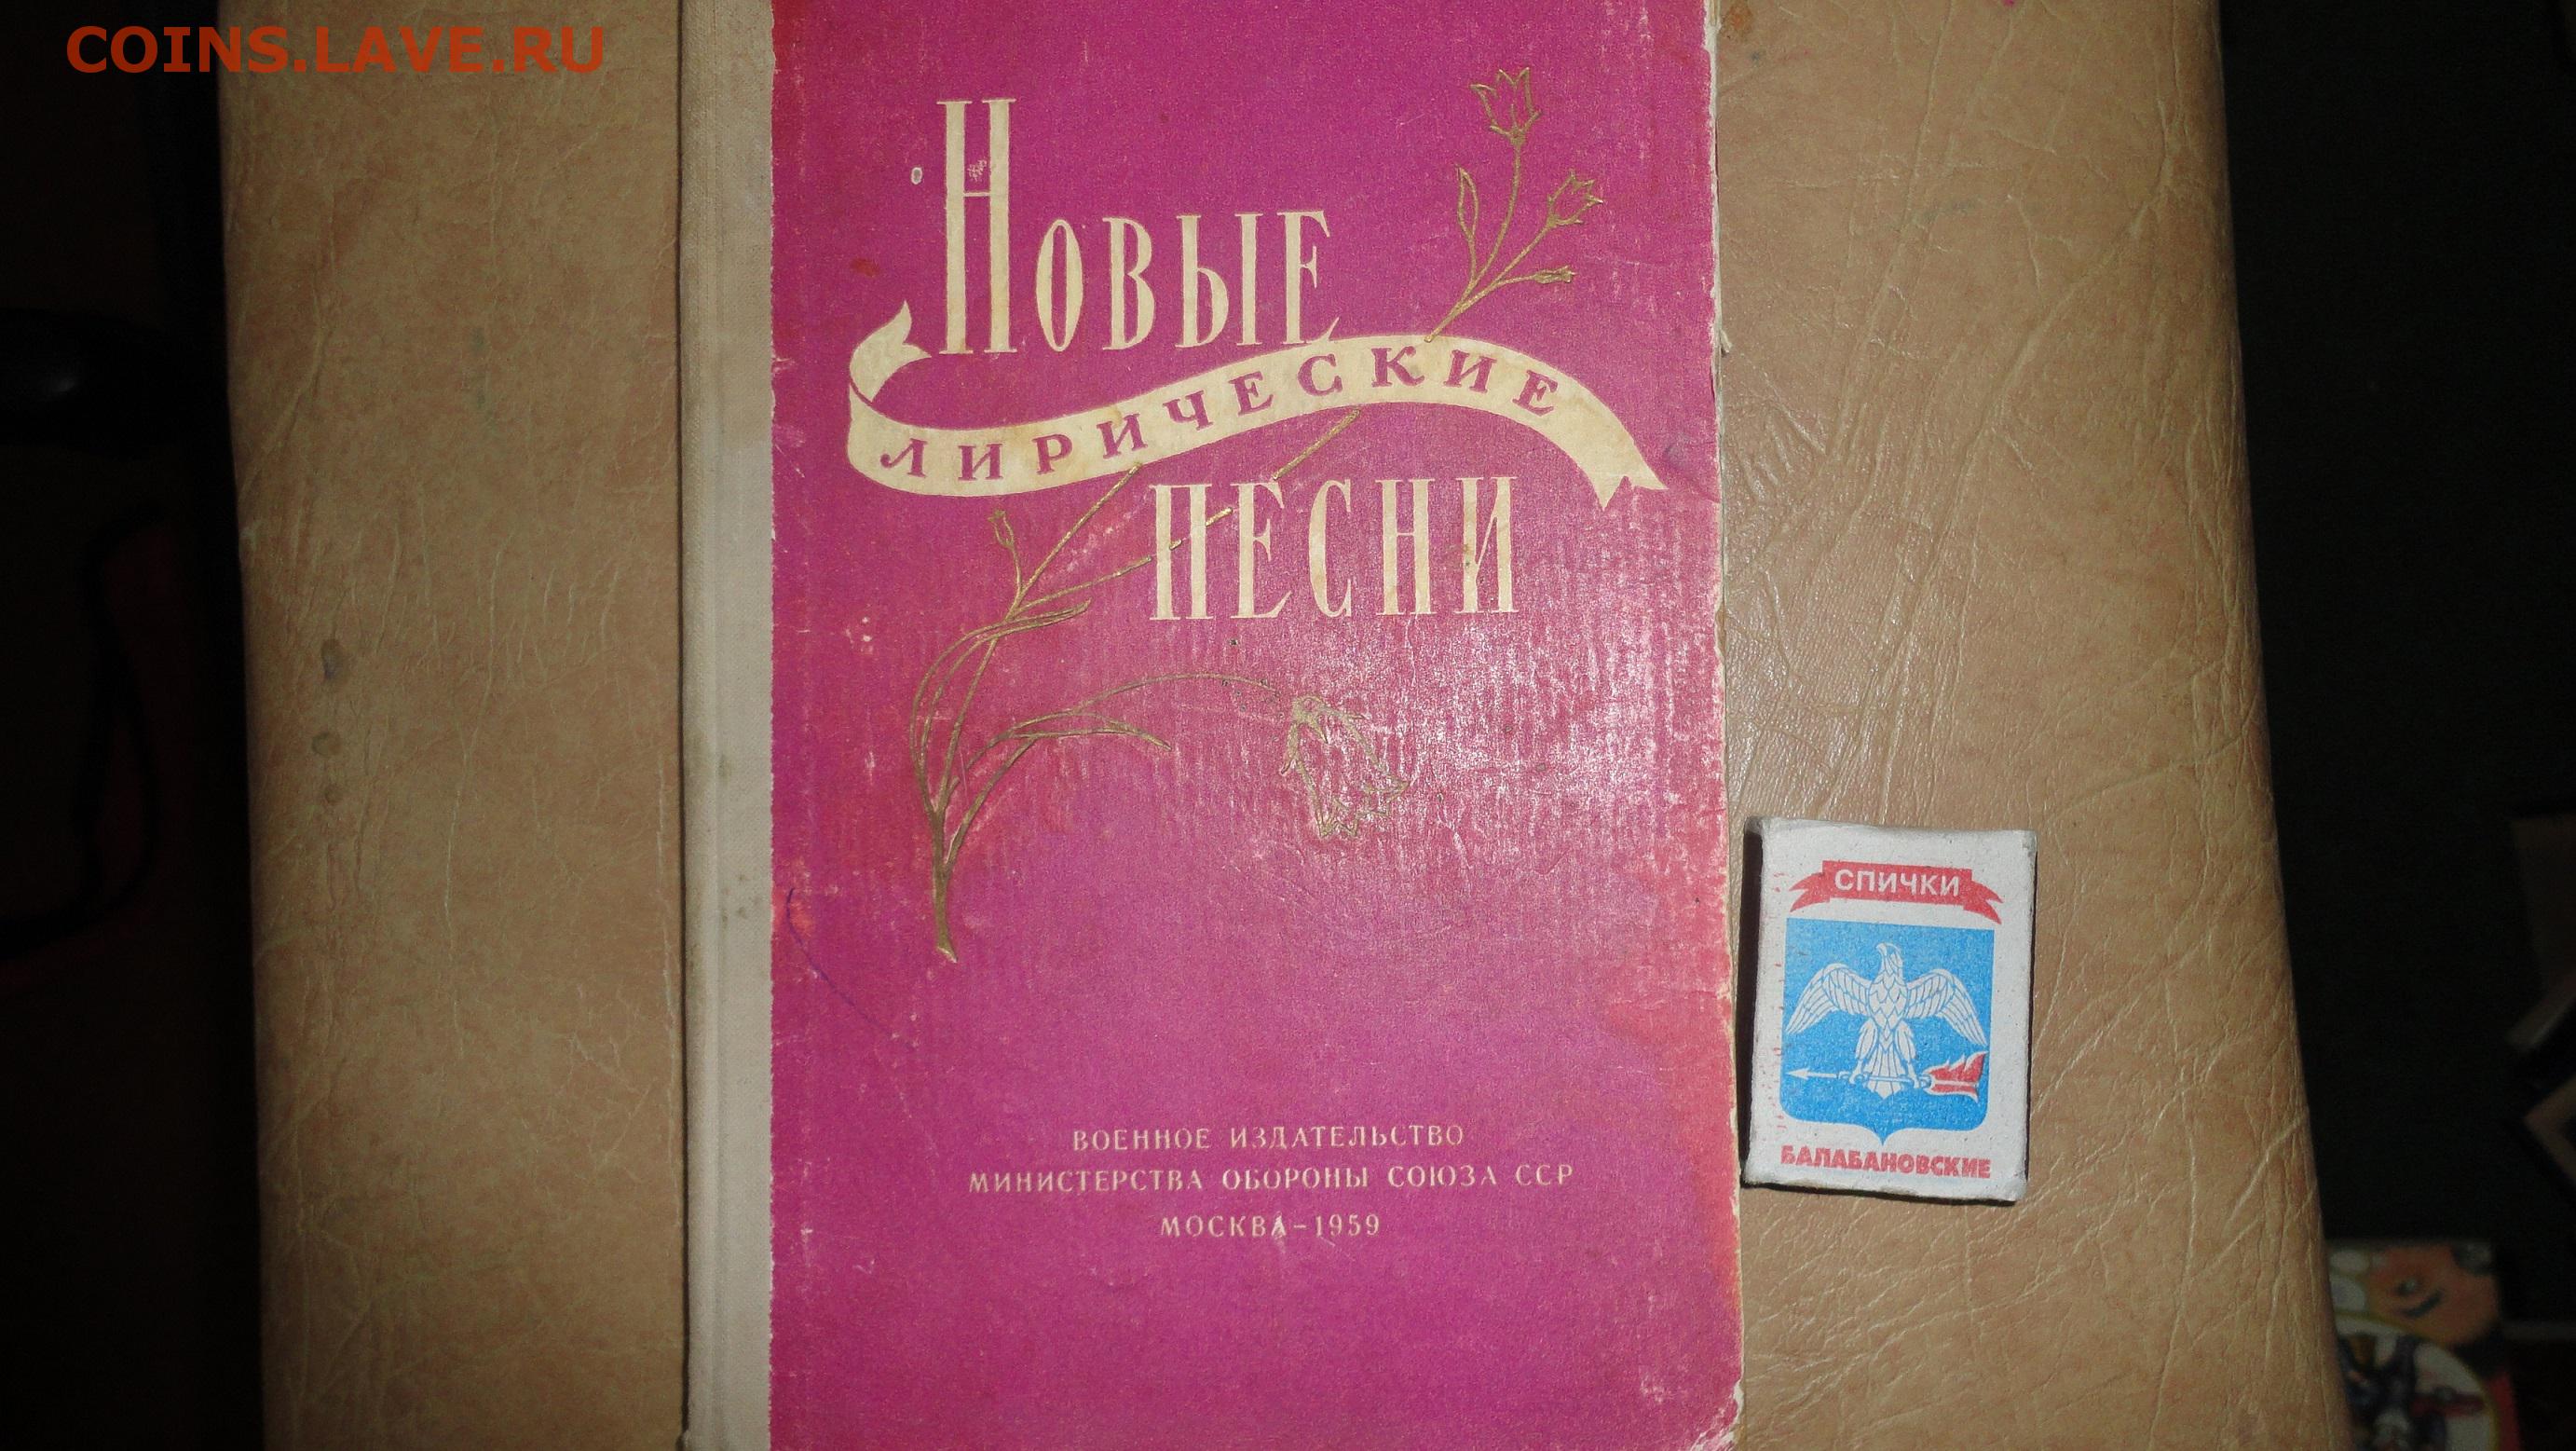 COINS.LAVE.RU
НОВЫЕ
ЛИРИЧЕСКИЕ
ПЕСНИ
ВОЕННОЕ ИЗДАТЕЛЬСТВО
МИНИСТЕРСТВА ОБОРОНЫ СОЮЗА ССР
МОСКВА-1959
СПИЧКИ
БАЛАБАНОВСКИЕ